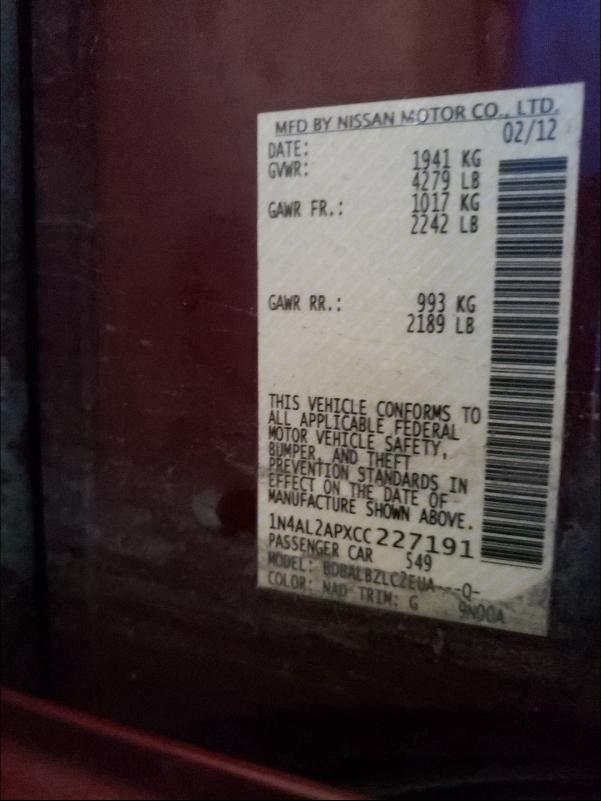 MFD BY NISSAN MOTOR CO., LTD.
DATE: 02/12
GVWR: 1941 KG
4279 LB
GAWR FR.: 1017 KG
2242 LB
GAWR RR.: 993 KG
2189 LB
THIS VEHICLE CONFORMS TO
ALL APPLICABLE FEDERAL
MOTOR VEHICLE SAFETY,
BUMPER, AND THEFT
PREVENTION STANDARDS IN
EFFECT ON THE DATE OF
MANUFACTURE SHOWN ABOVE.
1N4AL2APXCC227191
PASSENGER CAR 549
MODEL:
COLOR: NAD TRIM: G 9N00A